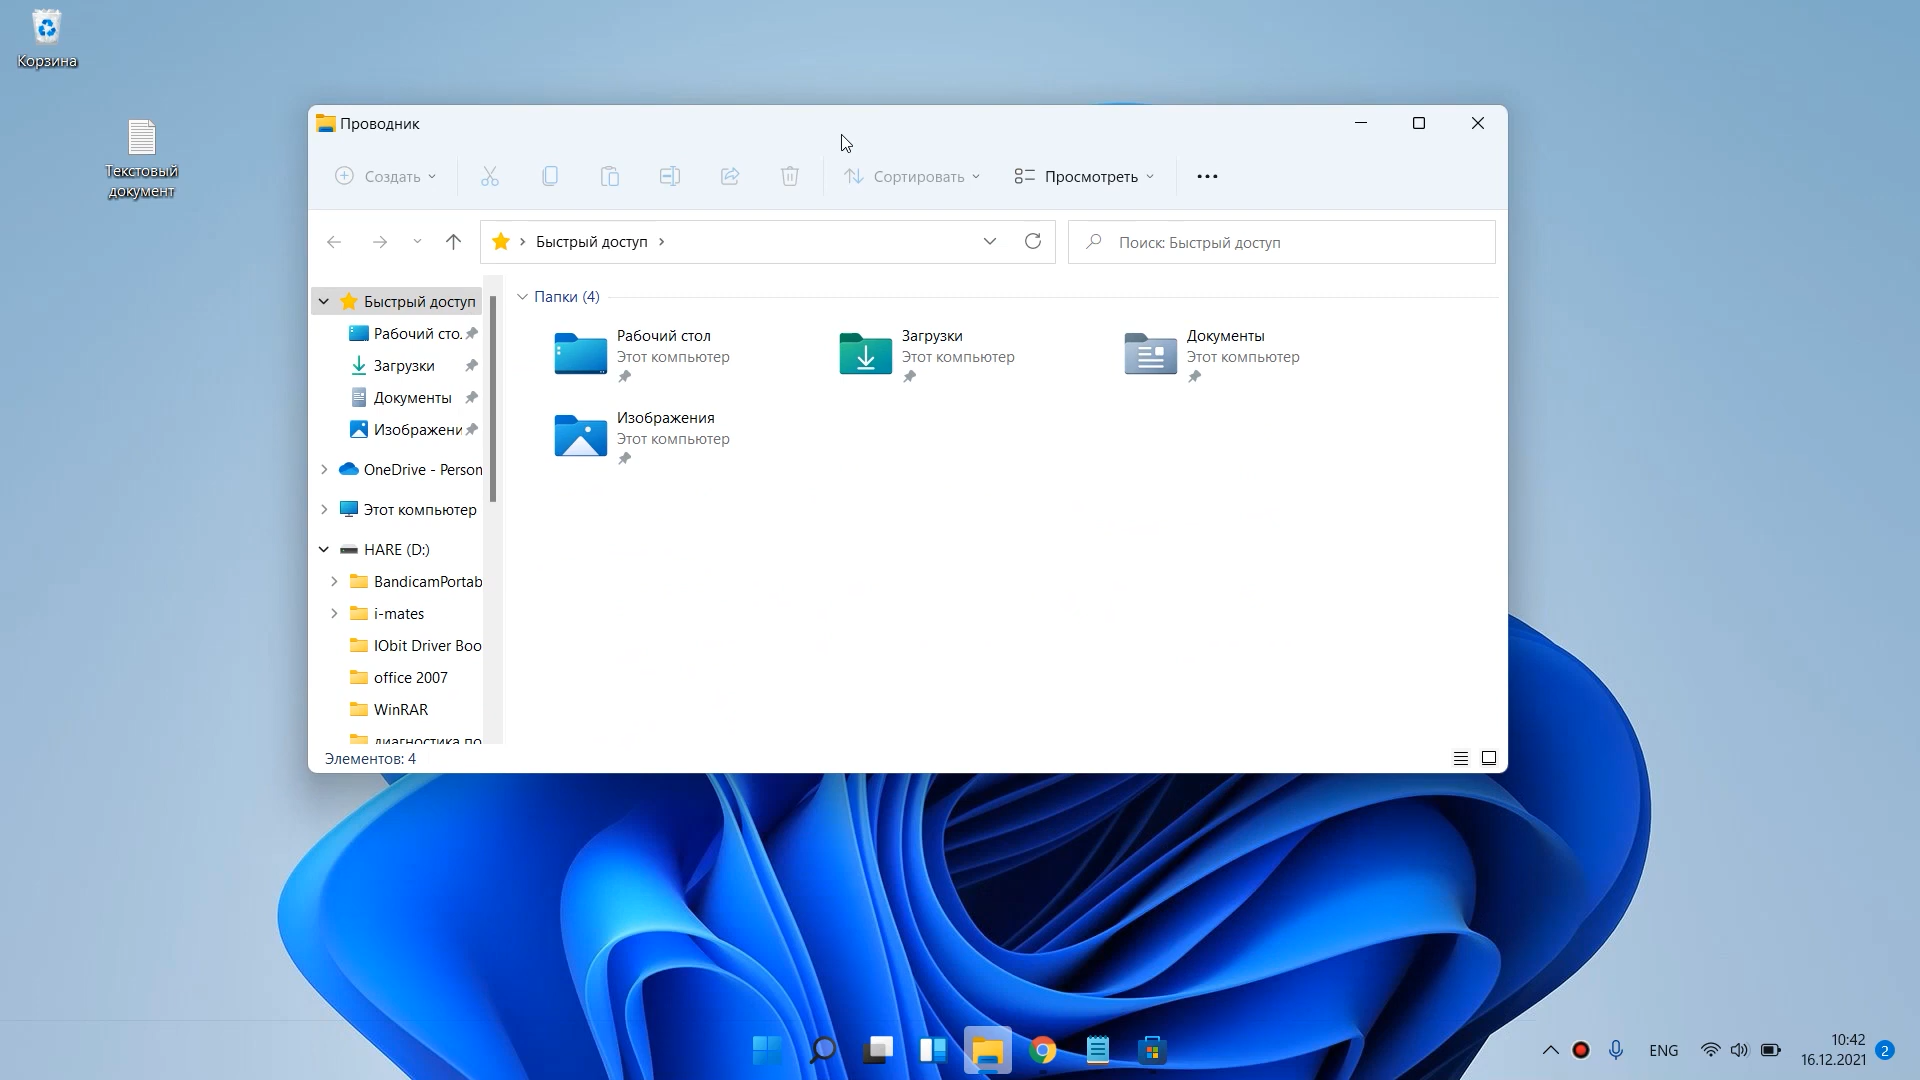 Корзина
Текстовый
документ
Проводник
Создать
Сортировать
Просмотреть
Быстрый доступ
Поиск: Быстрый доступ
Быстрый доступ
Рабочий сто.
Загрузки
Документы
Изображени
OneDrive - Person
Этот компьютер
HARE (D:)
BandicamPortab
i-mates
IObit Driver Boo
office 2007
WinRAR
диагностика по
Папки (4)
Рабочий стол
Этот компьютер
Загрузки
Этот компьютер
Документы
Этот компьютер
Изображения
Этот компьютер
Элементов: 4
ENG
10:42
16.12.2021
2